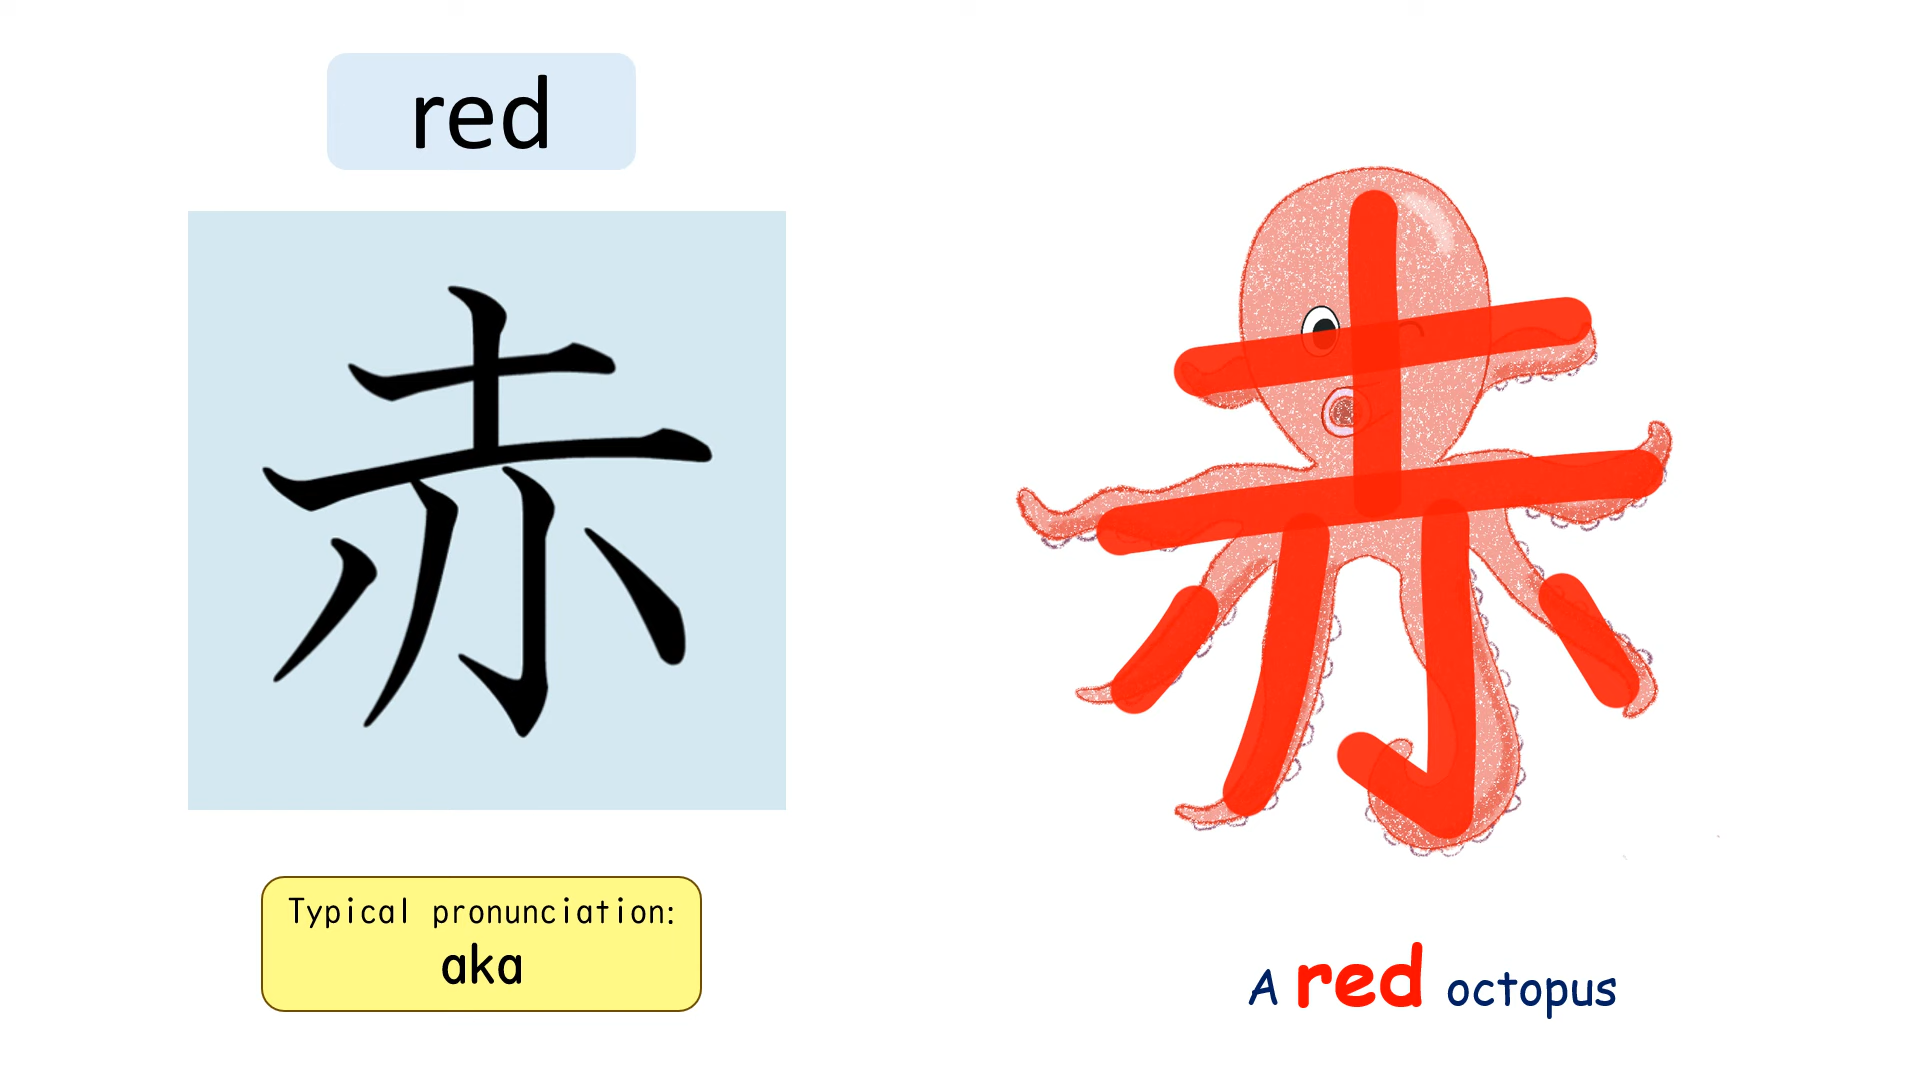 red
赤
Typical pronunciation:
aka
赤
A red octopus